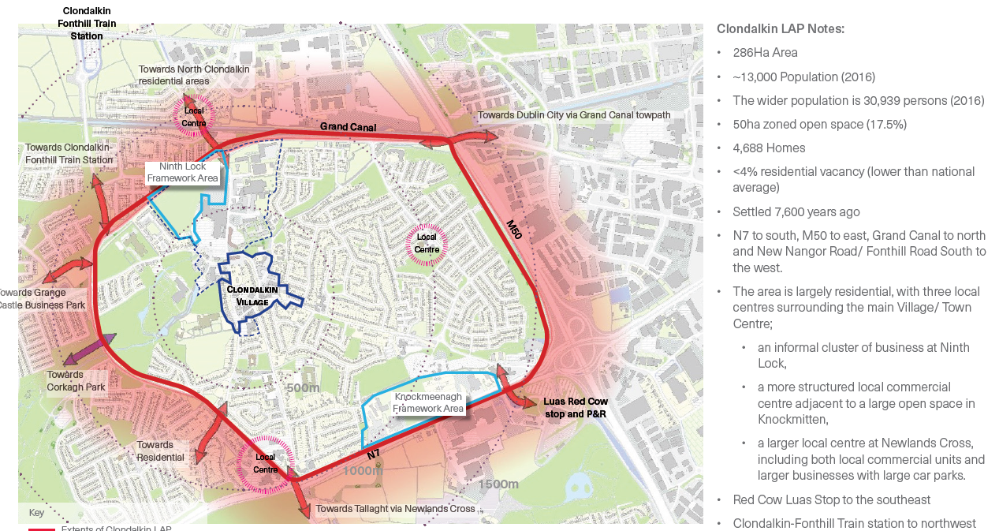 Clondalkin
Fonthill Train
Station
Towards North Clondalkin
residential areas
Local
Centre
Grand Canal
Towards Dublin City via Grand Canal towpath
Towards Clondalkin-
Fonthill Train Station
Ninth Lock
Framework Area
M50
Local
Centre
Towards Grange
Castle Business Park
CLONDALKIN
VILLAGE
Towards
Corkagh Park
500m
Knockmeenagh
Framework Area
Luas Red Cow
stop and P&R
Towards
Residential
Local
Centre
N7
1000m
1500m
Towards Tallaght via Newlands Cross
Key
Extents of Clondalkin LAP
Clondalkin LAP Notes:
• 286Ha Area
• ~13,000 Population (2016)
• The wider population is 30,939 persons (2016)
• 50ha zoned open space (17.5%)
• 4,688 Homes
• <4% residential vacancy (lower than national
average)
• Settled 7,600 years ago
• N7 to south, M50 to east, Grand Canal to north
and New Nangor Road/ Fonthill Road South to
the west.
• The area is largely residential, with three local
centres surrounding the main Village/ Town
Centre;
• an informal cluster of business at Ninth
Lock,
• a more structured local commercial
centre adjacent to a large open space in
Knockmitten,
• a larger local centre at Newlands Cross,
including both local commercial units and
larger businesses with large car parks.
• Red Cow Luas Stop to the southeast
• Clondalkin-Fonthill Train station to northwest